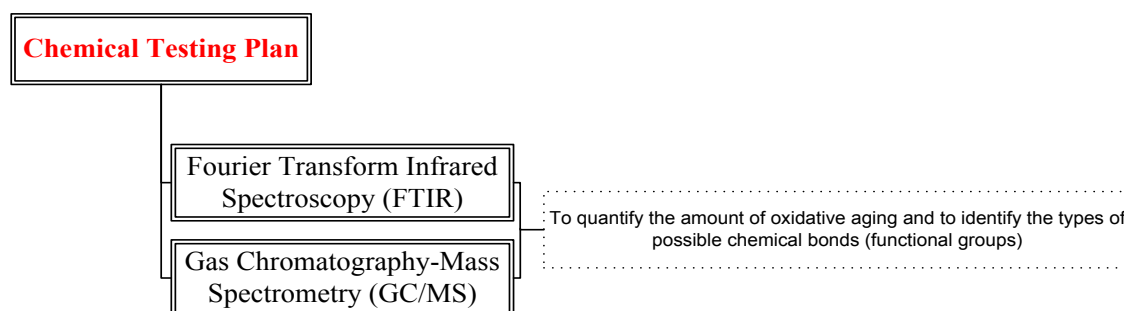 Chemical Testing Plan
Fourier Transform Infrared
Spectroscopy (FTIR)
To quantify the amount of oxidative aging and to identify the types of
possible chemical bonds (functional groups)
Gas Chromatography-Mass
Spectrometry (GC/MS)